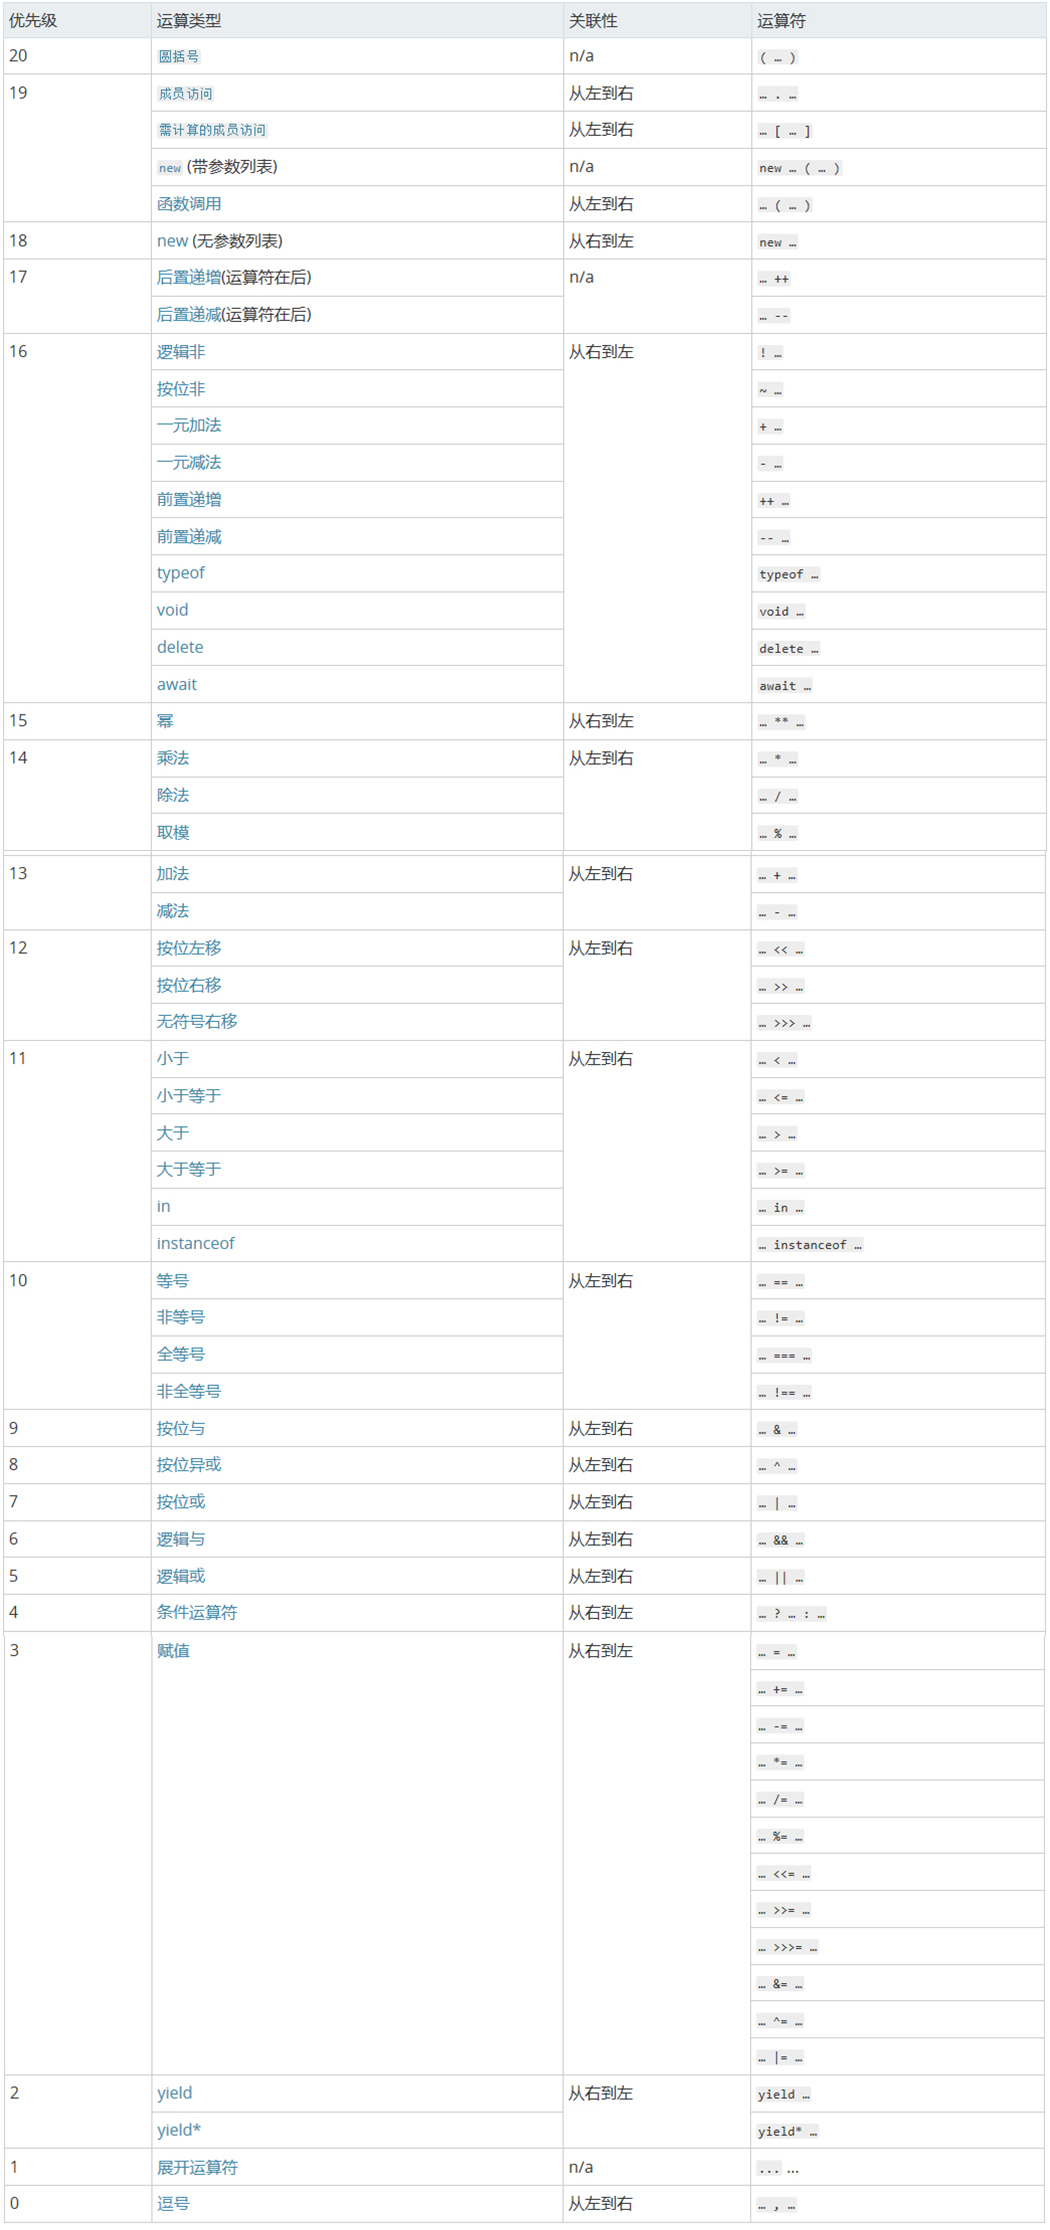 优先级 运算类型 关联性 运算符
20 圆括号 n/a ( … )
19 成员访问 从左到右 … . …
需计算的成员访问 从左到右 … [ … ]
new (带参数列表) n/a new … ( … )
函数调用 从左到右 … ( … )
18 new (无参数列表) 从右到左 new …
17 后置递增(运算符在后) n/a … ++
后置递减(运算符在后) … --
16 逻辑非 从右到左 ! …
按位非 ~ …
一元加法 + …
一元减法 - …
前置递增 ++ …
前置递减 -- …
typeof typeof …
void void …
delete delete …
await await …
15 幂 从右到左 … ** …
14 乘法 从左到右 … * …
除法 … / …
取模 … % …
13 加法 从左到右 … + …
减法 … - …
12 按位左移 从左到右 … << …
按位右移 … >> …
无符号右移 … >>> …
11 小于 从左到右 … < …
小于等于 … <= …
大于 … > …
大于等于 … >= …
in … in …
instanceof … instanceof …
10 等号 从左到右 … == …
非等号 … != …
全等号 … === …
非全等号 … !== …
9 按位与 从左到右 … & …
8 按位异或 从左到右 … ^ …
7 按位或 从左到右 … | …
6 逻辑与 从左到右 … && …
5 逻辑或 从左到右 … || …
4 条件运算符 从右到左 … ? … : …
3 赋值 从右到左 … = …
… += …
… -= …
… *= …
… /= …
… %= …
… <<= …
… >>= …
… >>>= …
… &= …
… ^= …
… |= …
2 yield 从右到左 yield …
yield* yield* …
1 展开运算符 n/a ... …
0 逗号 从左到右 … , …